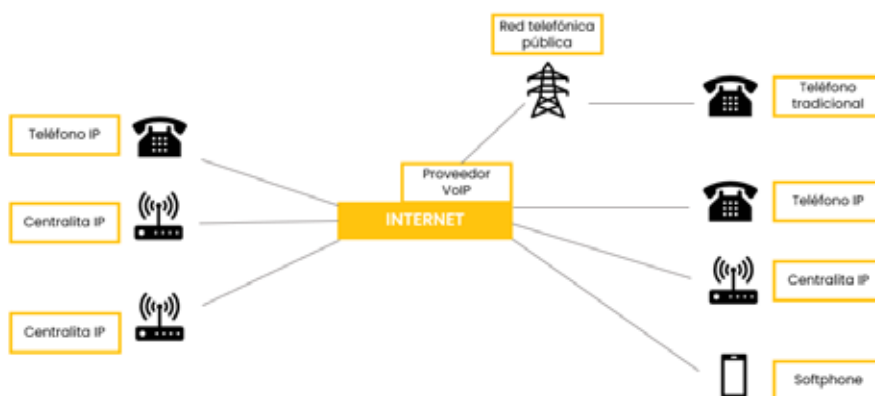 Red telefónica
pública
Teléfono
tradicional
Teléfono IP
Proveedor
VoIP
Teléfono IP
Centralita IP
INTERNET
Centralita IP
Centralita IP
Softphone